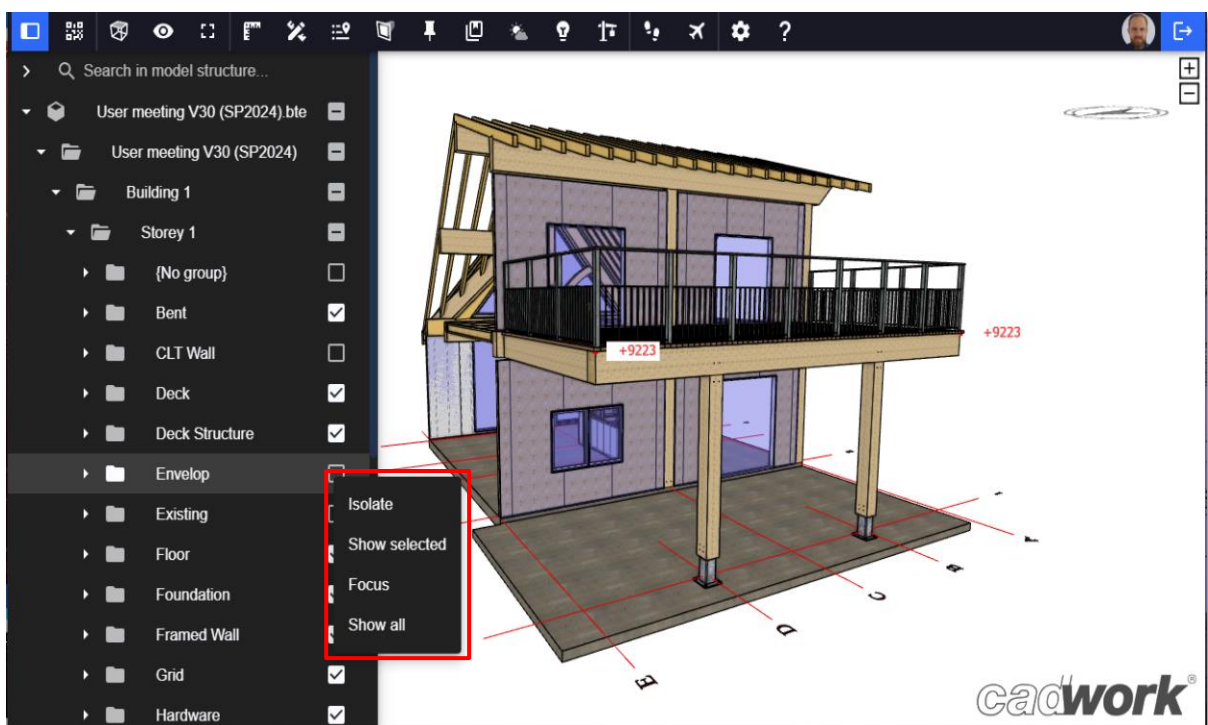 ?
Search in model structure...
User meeting V30 (SP2024).bte
User meeting V30 (SP2024)
Building 1
Storey 1
{No group}
Bent
CLT Wall
Deck
Deck Structure
Envelop
Existing
Floor
Foundation
Framed Wall
Grid
Hardware
Isolate
Show selected
Focus
Show all
+9223
+9223
B
C
D
E
cadwork®